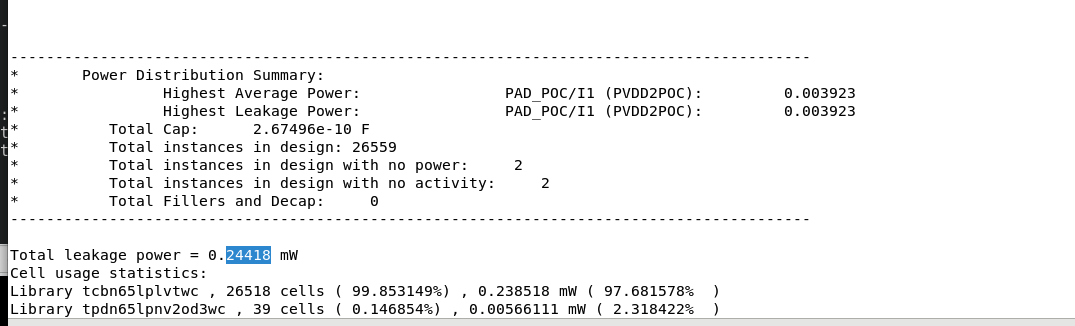 -----------------------------------------------------------------------------------------
*       Power Distribution Summary:
*                Highest Average Power:                PAD_POC/I1 (PVDD2POC):         0.003923
*                Highest Leakage Power:                PAD_POC/I1 (PVDD2POC):         0.003923
*          Total Cap:      2.67496e-10 F
*          Total instances in design: 26559
*          Total instances in design with no power:     2
*          Total instances in design with no activity:     2
*          Total Fillers and Decap:     0
-----------------------------------------------------------------------------------------
Total leakage power = 0.24418 mW
Cell usage statistics:
Library tcbn65lplvtwc , 26518 cells ( 99.853149%) , 0.238518 mW ( 97.681578%  )
Library tpdn65lpnv2od3wc , 39 cells ( 0.146854%) , 0.00566111 mW ( 2.318422%  )